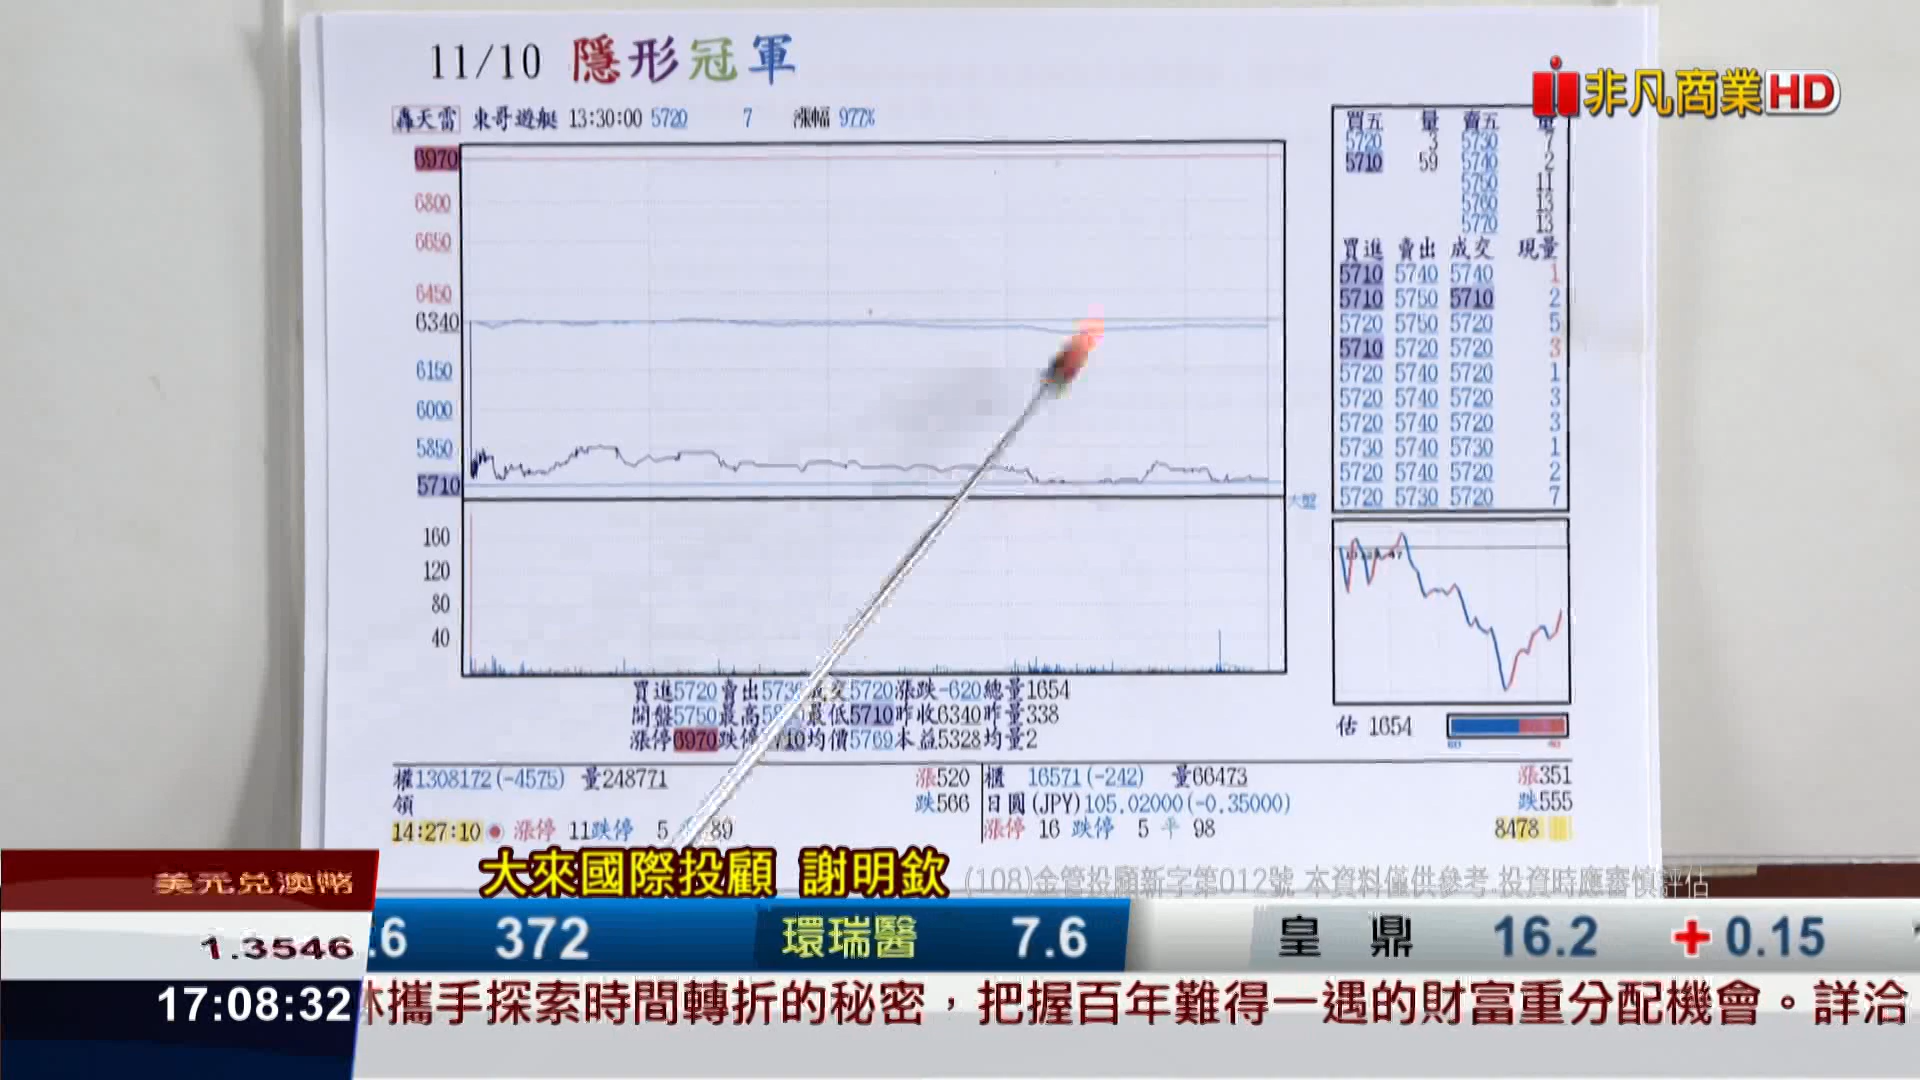 11/10 隱形冠軍
非凡商業HD
轟天雷 東哥遊艇 13:30:00 5720 7 漲幅 977%
6970
6800
6650
6450
6340
6150
6000
5850
5710
大盤
160
120
80
40
買五 量 賣五 量
5720 3 5730 7
5710 59 5740 2
5750 11
5760 13
5770 13
買進 賣出 成交 現量
5710 5740 5740 1
5710 5750 5710 2
5720 5750 5720 5
5710 5720 5720 3
5720 5740 5720 1
5720 5740 5720 3
5720 5740 5720 3
5730 5740 5730 1
5720 5740 5720 2
5720 5730 5720 7
估 1654
買進5720賣出573 成交5720漲跌-620總量1654
開盤5750最高5 最低5710昨收6340昨量338
漲停6970跌停 710均價5769本益5328均量2
權1308172(-4575) 量248771 漲520
領 跌566
14:27:10 漲停 11跌停 5 89
櫃 16571(-242) 量66473 漲351
日圓(JPY)105.02000(-0.35000) 跌555
漲停 16 跌停 5 平 98 8478
大來國際投顧 謝明欽
(108)金管投顧新字第012號 本資料僅供參考.投資時應審慎評估
美元兌澳幣
1.3546
.6 372 環瑞醫 7.6 皇鼎 16.2 +0.15
17:08:32
林攜手探索時間轉折的秘密，把握百年難得一遇的財富重分配機會。詳洽